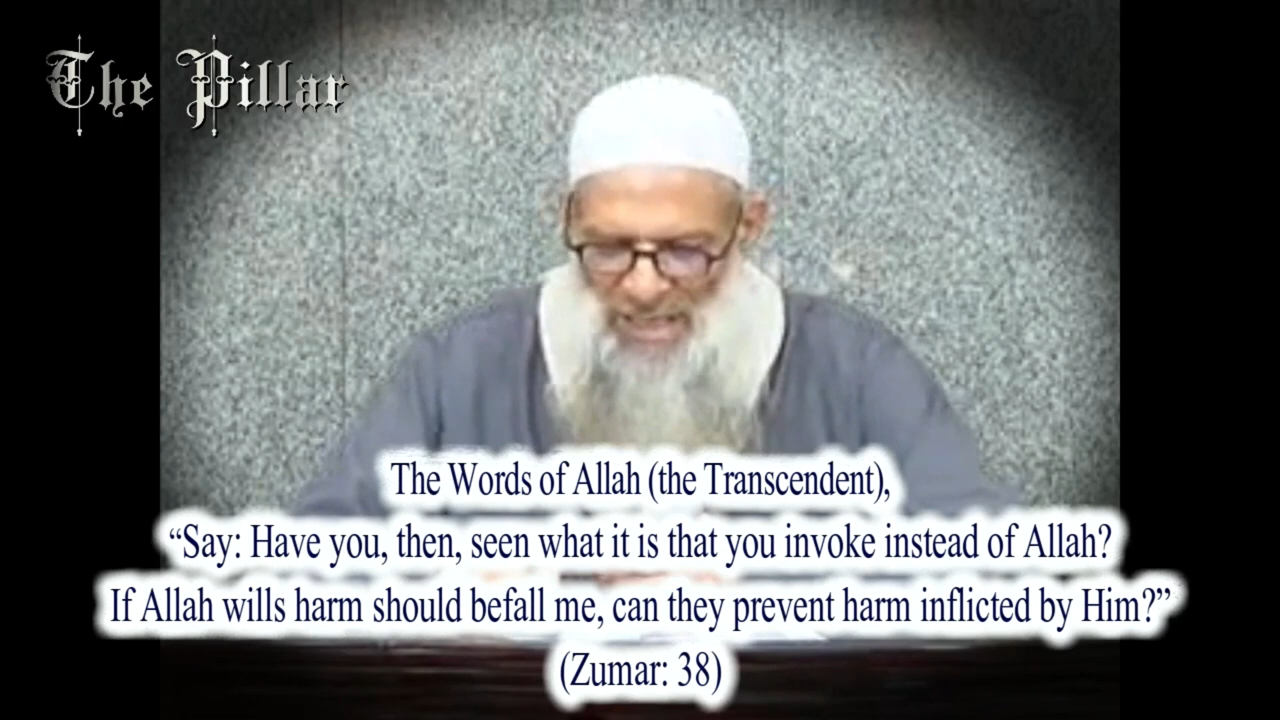 The Pillar
The Words of Allah (the Transcendent),
“Say: Have you, then, seen what it is that you invoke instead of Allah?
If Allah wills harm should befall me, can they prevent harm inflicted by Him?”
(Zumar: 38)